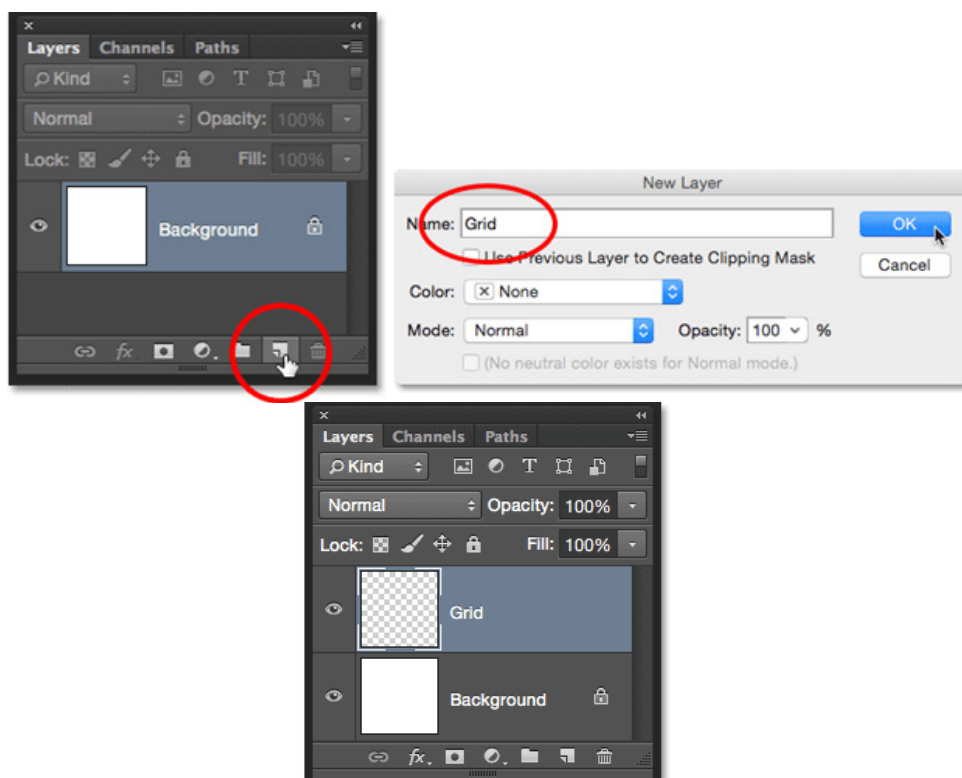 Layers Channels Paths
Kind
Normal Opacity: 100%
Lock: Fill: 100%
Background
fx
New Layer
Name: Grid OK
Use Previous Layer to Create Clipping Mask
Cancel
Color: None
Mode: Normal Opacity: 100 %
(No neutral color exists for Normal mode.)
Layers Channels Paths
Kind
Normal Opacity: 100%
Lock: Fill: 100%
Grid
Background
fx